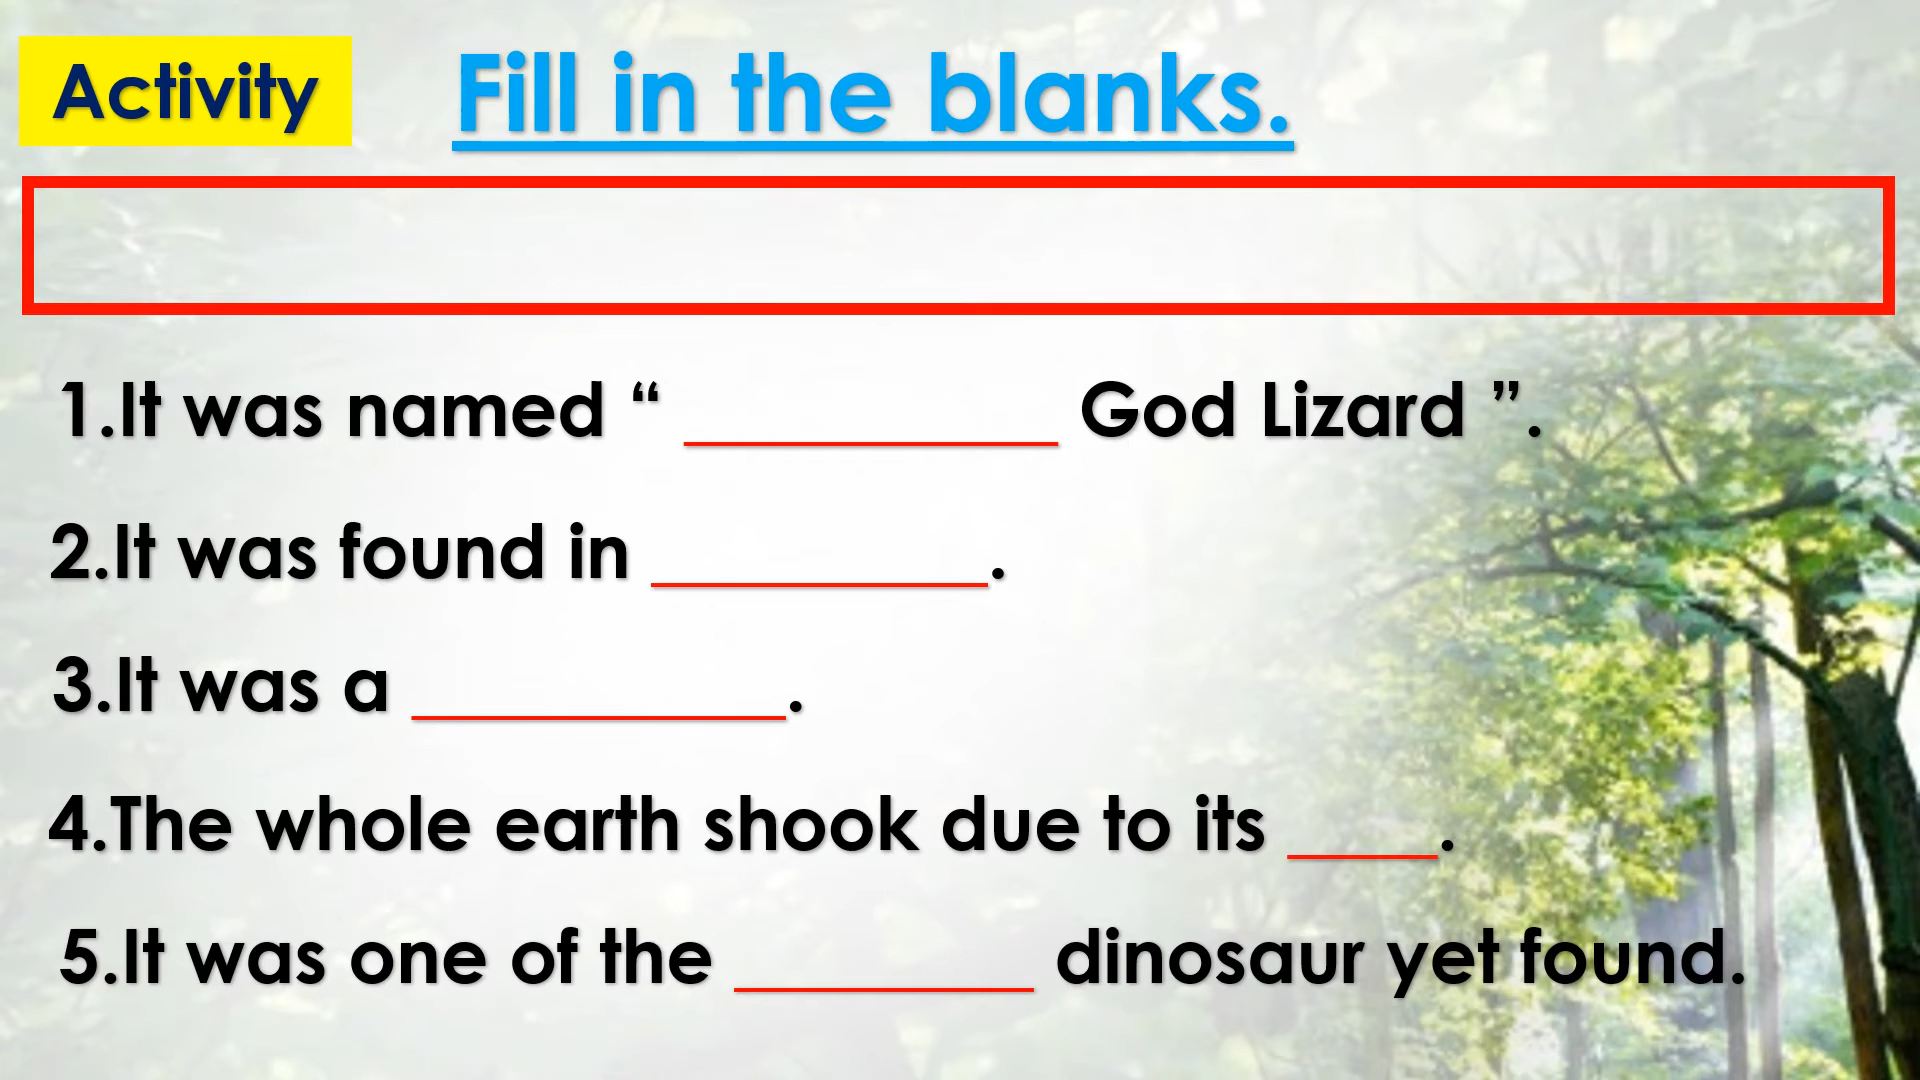 Activity
Fill in the blanks.
1.It was named “ __________ God Lizard ”.
2.It was found in _________.
3.It was a __________.
4.The whole earth shook due to its ____.
5.It was one of the ________ dinosaur yet found.